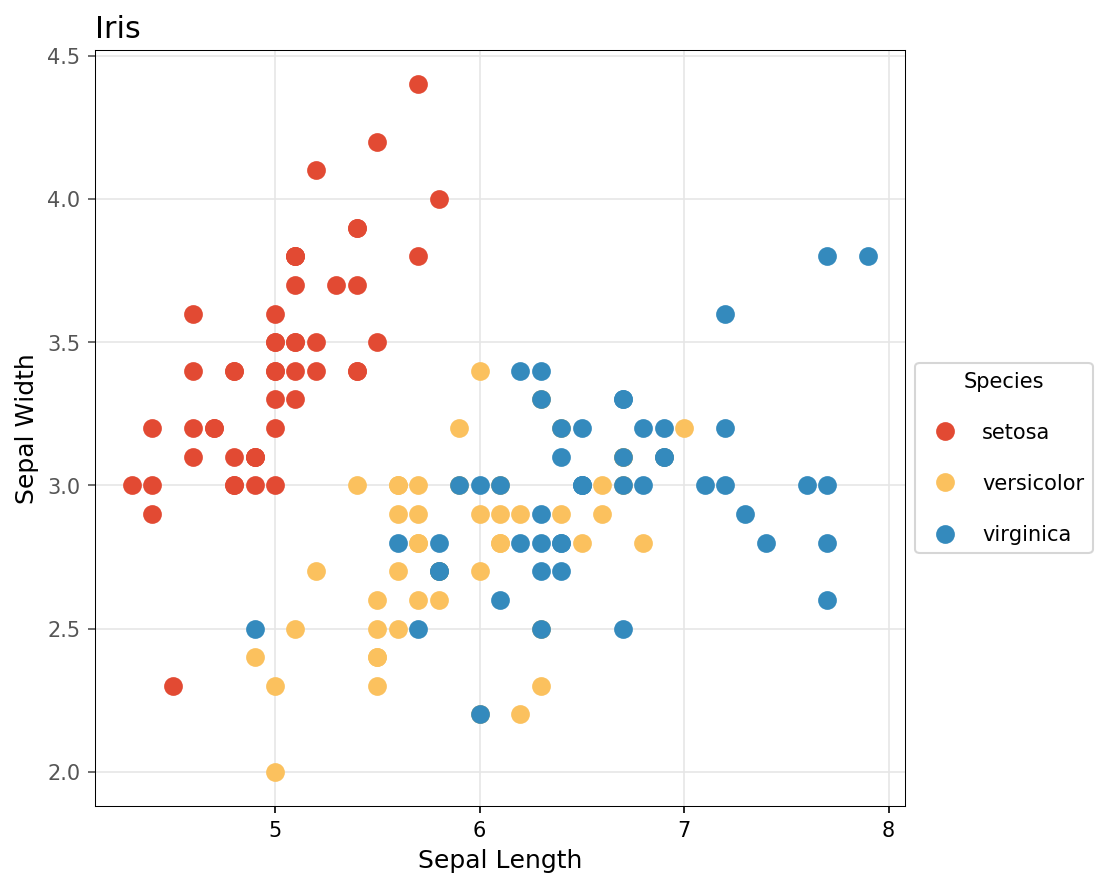 Iris
4.5
4.0
3.5
3.0
2.5
2.0
Sepal Width
5 6 7 8
Sepal Length
Species
setosa
versicolor
virginica